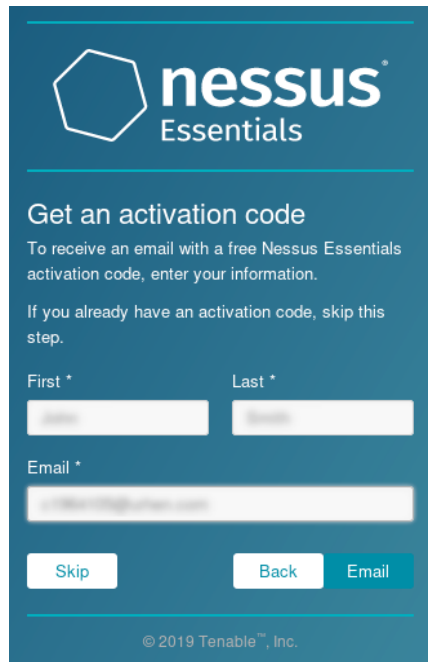 nessus®
Essentials
Get an activation code
To receive an email with a free Nessus Essentials
activation code, enter your information.
If you already have an activation code, skip this
step.
First * Last *
Email *
Skip Back Email
© 2019 Tenable™, Inc.